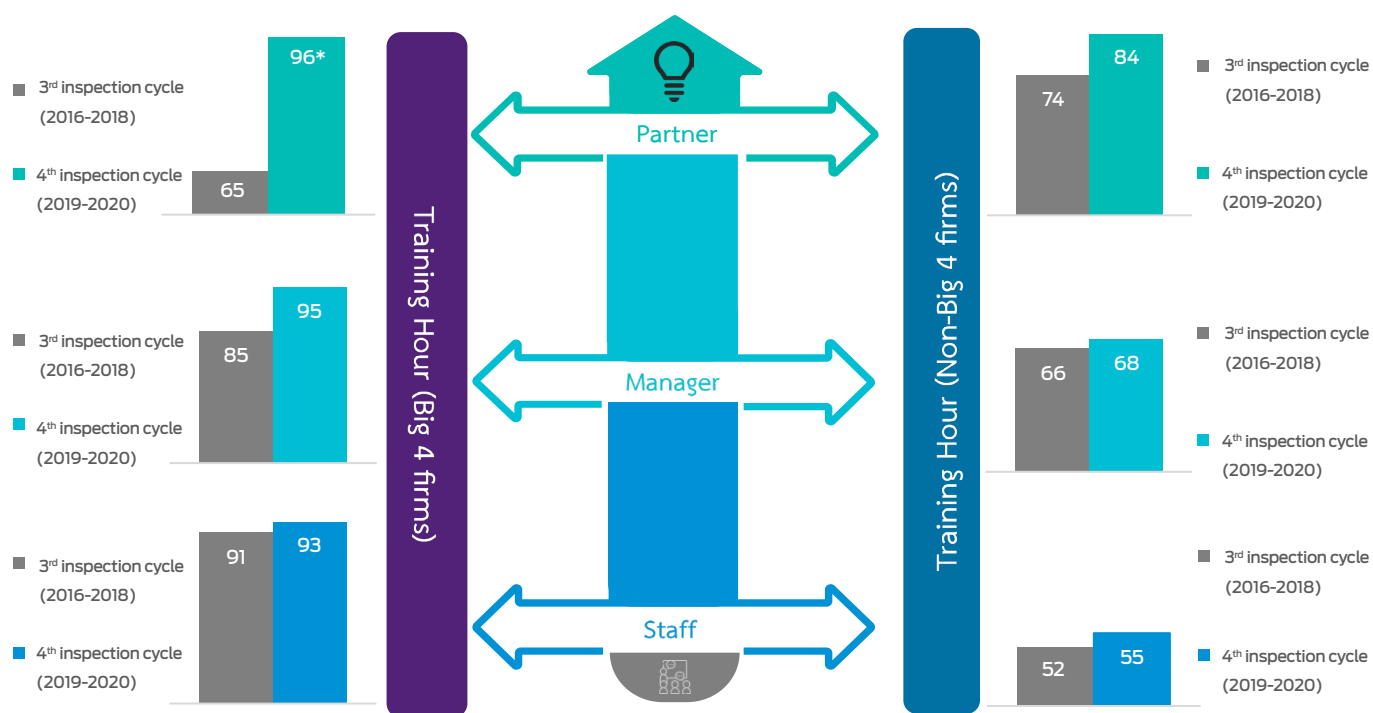 3rd inspection cycle
(2016-2018)
4th inspection cycle
(2019-2020)
96*
65
3rd inspection cycle
(2016-2018)
4th inspection cycle
(2019-2020)
95
85
3rd inspection cycle
(2016-2018)
4th inspection cycle
(2019-2020)
93
91
Training Hour (Big 4 firms)
Partner
Manager
Staff
Training Hour (Non-Big 4 firms)
84
74
3rd inspection cycle
(2016-2018)
4th inspection cycle
(2019-2020)
66
68
3rd inspection cycle
(2016-2018)
4th inspection cycle
(2019-2020)
52
55
3rd inspection cycle
(2016-2018)
4th inspection cycle
(2019-2020)